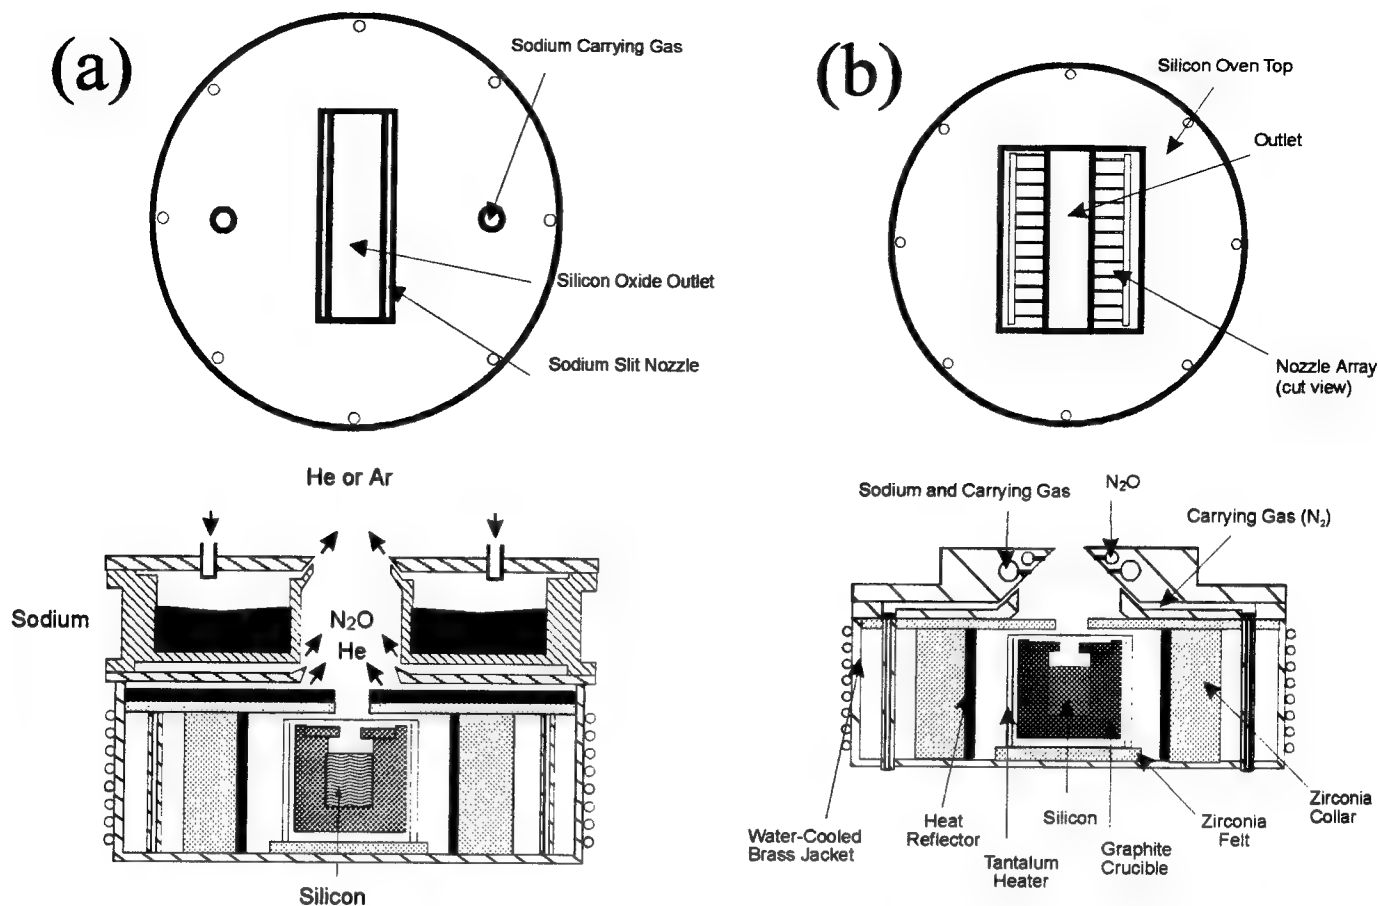 (a)
Sodium Carrying Gas
Silicon Oxide Outlet
Sodium Slit Nozzle
He or Ar
Sodium
N₂O
He
Silicon
(b)
Silicon Oven Top
Outlet
Nozzle Array
(cut view)
Sodium and Carrying Gas
N₂O
Carrying Gas (N₂)
Water-Cooled
Brass Jacket
Heat
Reflector
Tantalum
Heater
Silicon
Graphite
Crucible
Zirconia
Felt
Zirconia
Collar